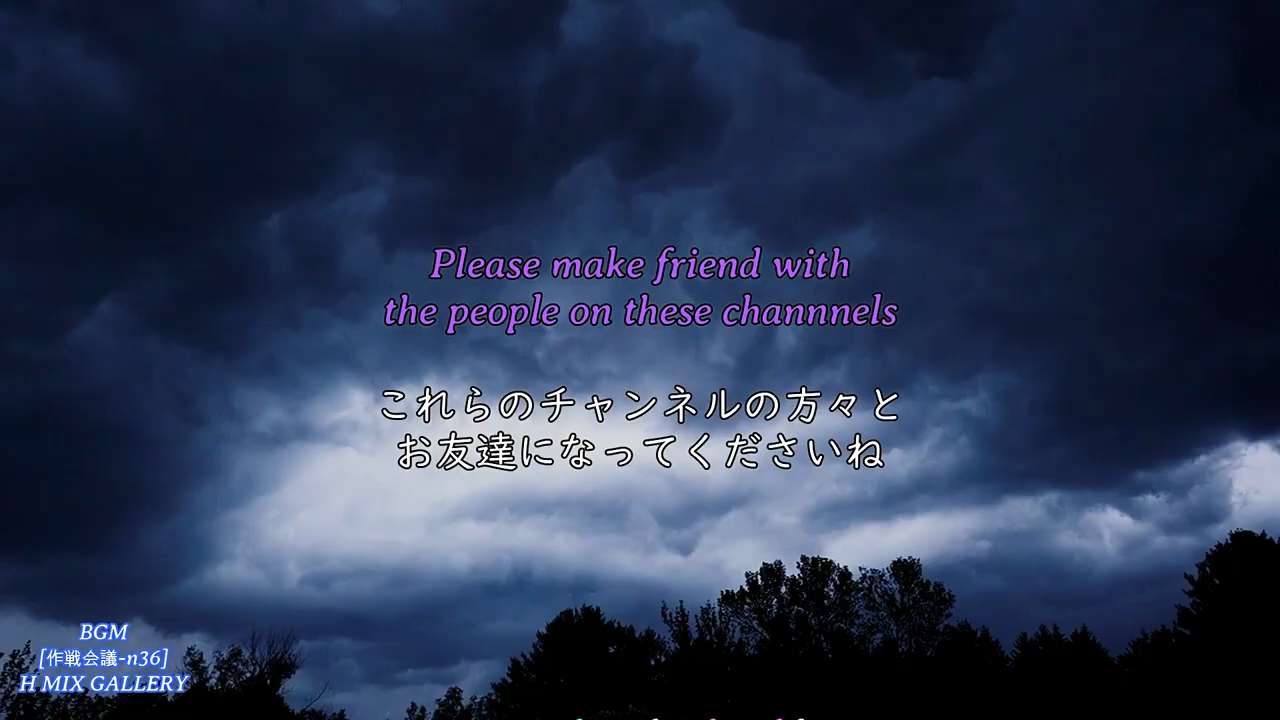 Please make friend with
the people on these channnels
これらのチャンネルの方々と
お友達になってくださいね
BGM
[作戦会議-n36]
H MIX GALLERY